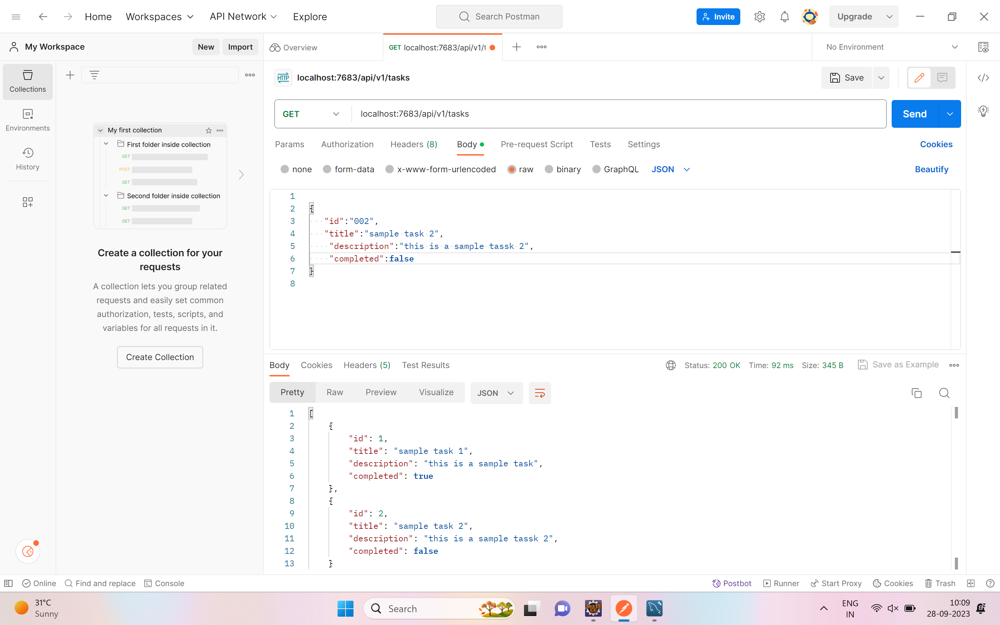 Home Workspaces API Network Explore Search Postman Invite Upgrade
My Workspace New Import Overview GET localhost:7683/api/v1/t No Environment
Collections
Environments
History
My first collection
First folder inside collection
GET
POST
GET
Second folder inside collection
GET
GET
Create a collection for your
requests
A collection lets you group related
requests and easily set common
authorization, tests, scripts, and
variables for all requests in it.
Create Collection
HTTP localhost:7683/api/v1/tasks Save
GET localhost:7683/api/v1/tasks Send
Params Authorization Headers (8) Body Pre-request Script Tests Settings Cookies
none form-data x-www-form-urlencoded raw binary GraphQL JSON Beautify
1
2 {
3 "id":"002",
4 "title":"sample task 2",
5 "description":"this is a sample tassk 2",
6 "completed":false
7 }
8
Body Cookies Headers (5) Test Results Status: 200 OK Time: 92 ms Size: 345 B Save as Example
Pretty Raw Preview Visualize JSON
1 [
2 {
3 "id": 1,
4 "title": "sample task 1",
5 "description": "this is a sample task",
6 "completed": true
7 },
8 {
9 "id": 2,
10 "title": "sample task 2",
11 "description": "this is a sample tassk 2",
12 "completed": false
13 }
Online Find and replace Console Postbot Runner Start Proxy Cookies Trash
31°C
Sunny
Search
Java EE
IDE
ENG
IN
10:09
28-09-2023